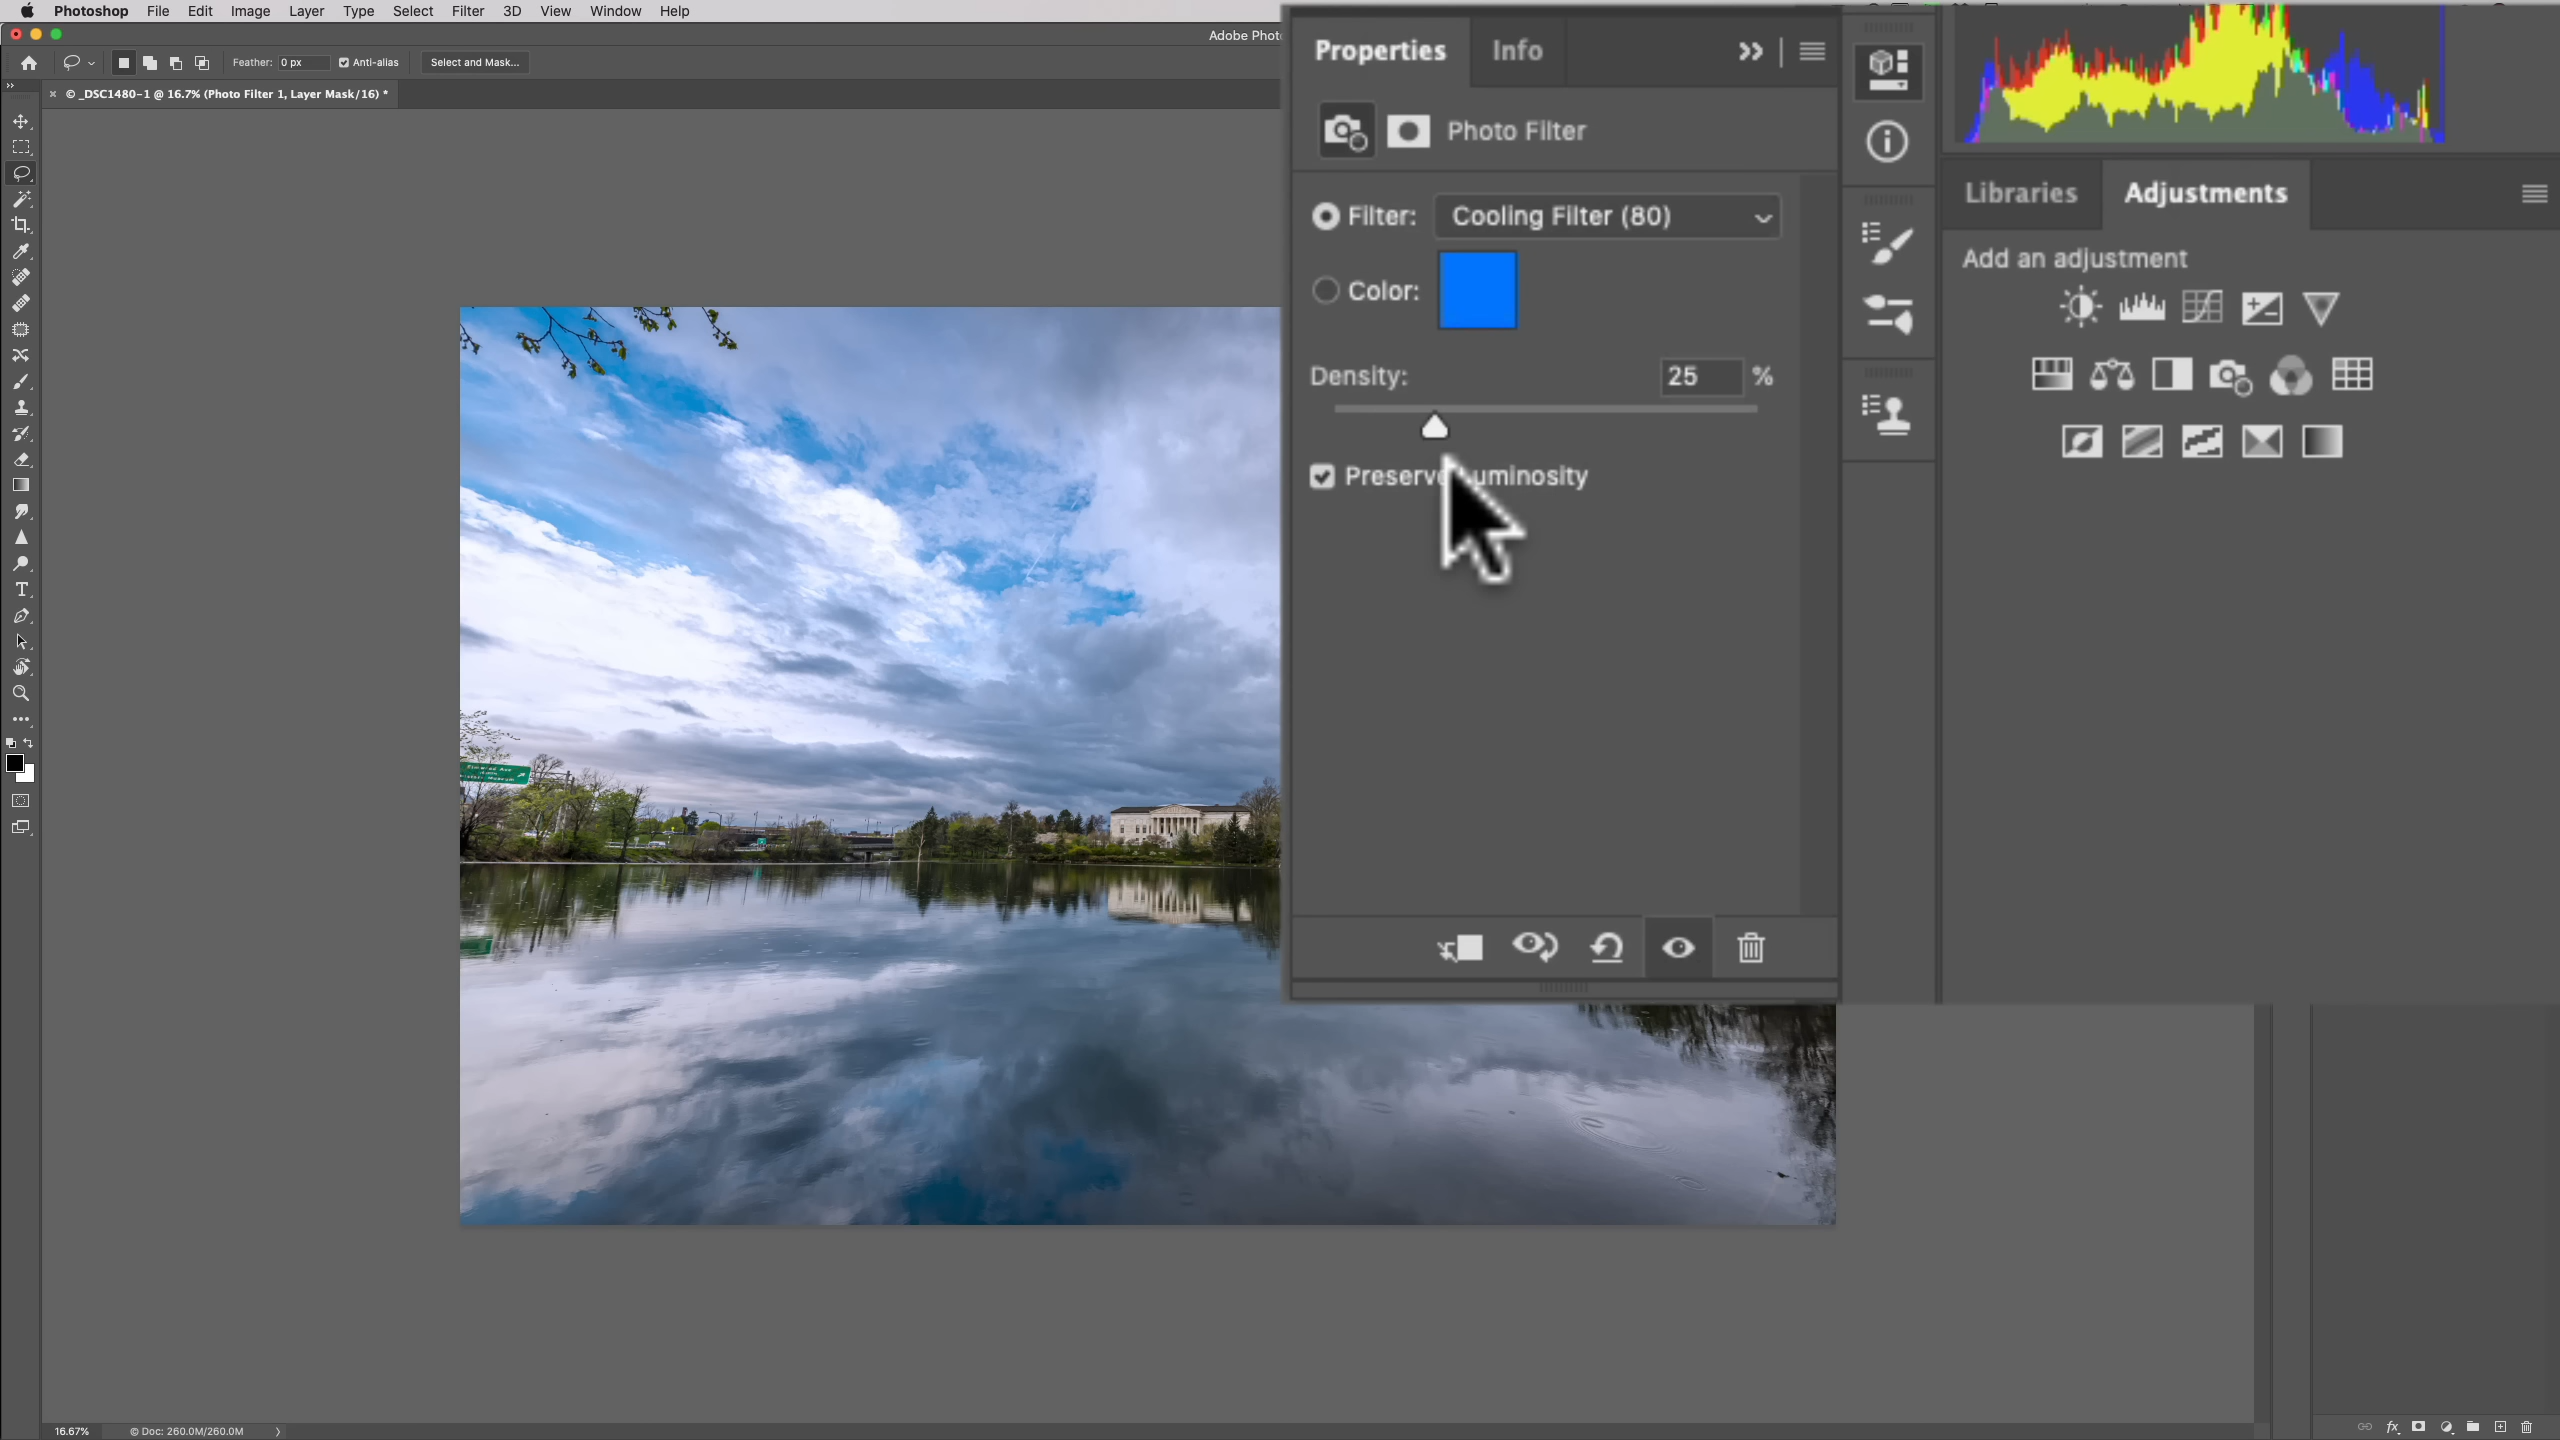 Photoshop File Edit Image Layer Type Select Filter 3D View Window Help
Adobe Phot
Feather: 0 px Anti-alias Select and Mask...
© _DSC1480-1 @ 16.7% (Photo Filter 1, Layer Mask/16) *
Properties Info
Photo Filter
Filter: Cooling Filter (80)
Color:
Density: 25 %
Preserve uminosity
Libraries Adjustments
Add an adjustment
16.67% © Doc: 260.0M/260.0M